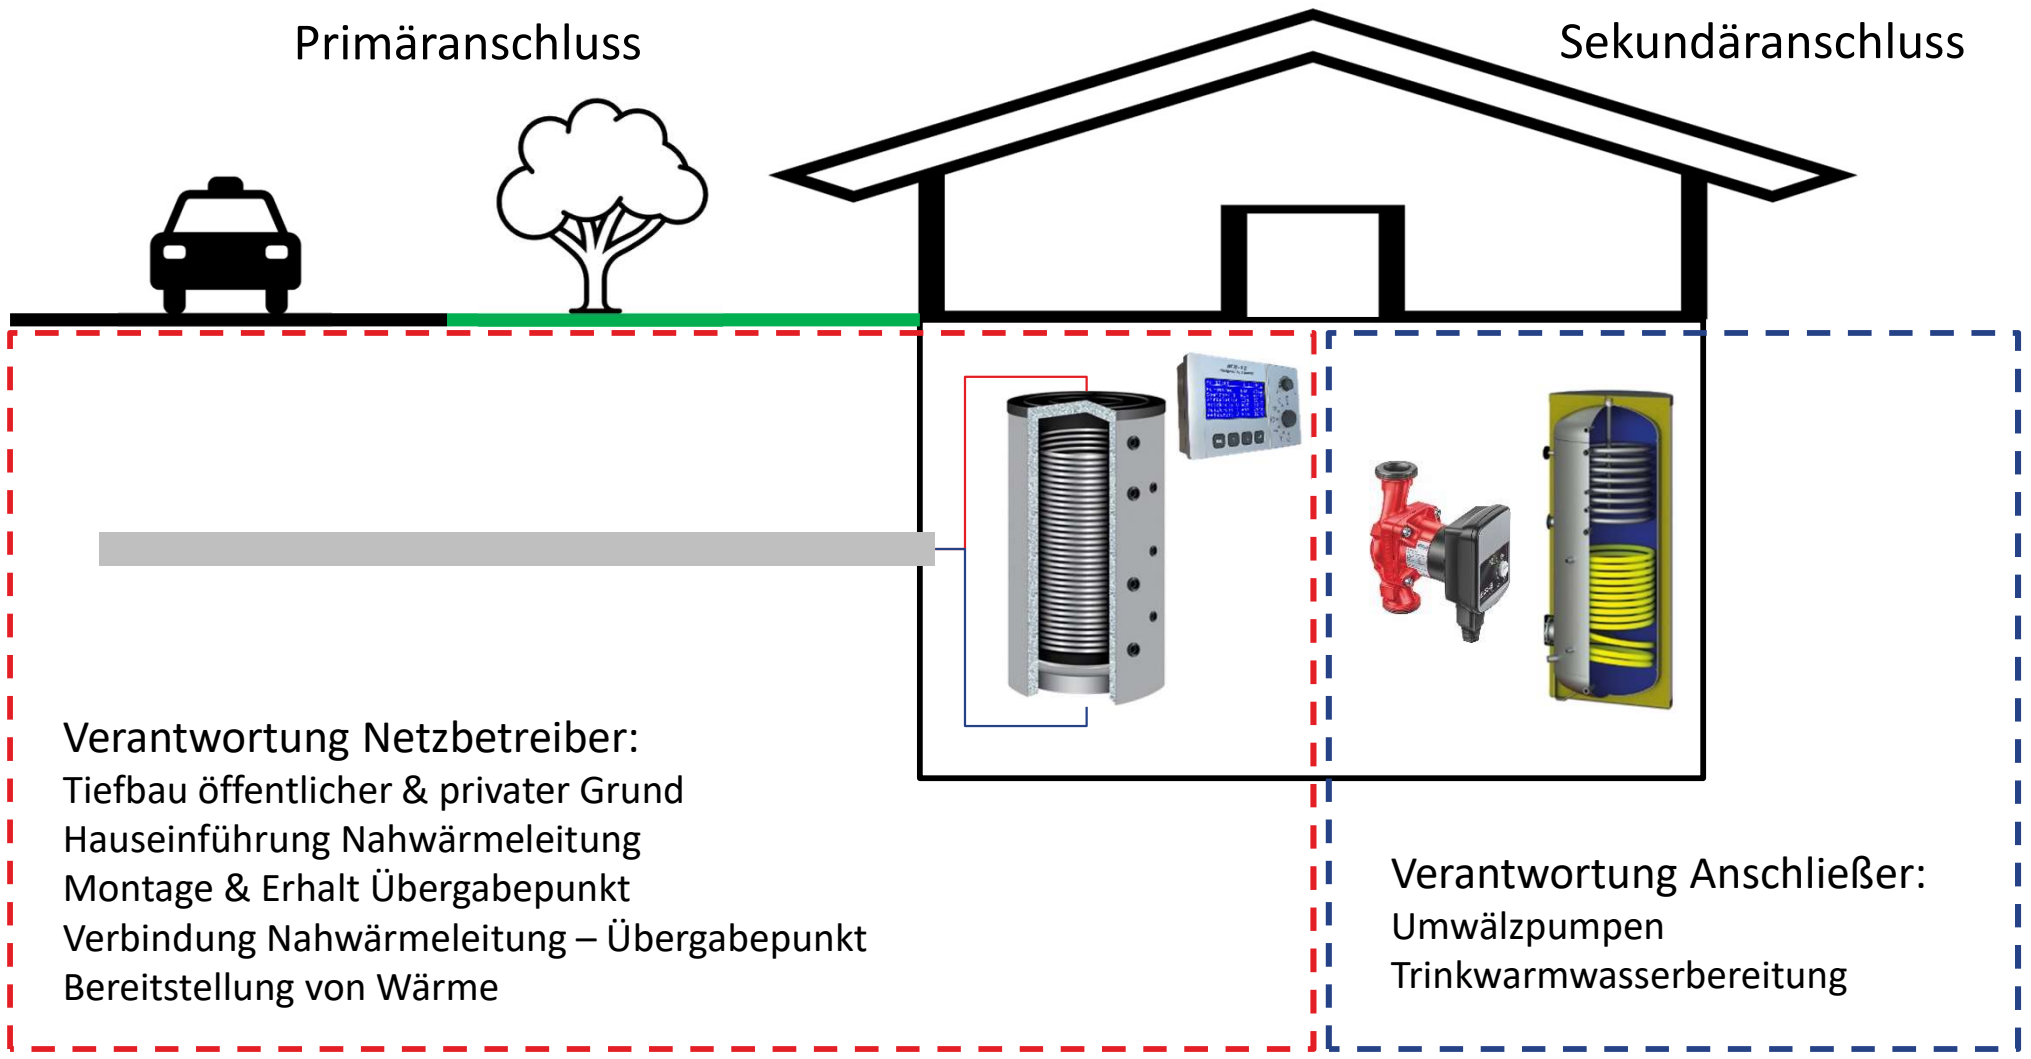 Primäranschluss
Sekundäranschluss
Verantwortung Netzbetreiber:
Tiefbau öffentlicher & privater Grund
Hauseinführung Nahwärmeleitung
Montage & Erhalt Übergabepunkt
Verbindung Nahwärmeleitung – Übergabepunkt
Bereitstellung von Wärme
Verantwortung Anschließer:
Umwälzpumpen
Trinkwarmwasserbereitung